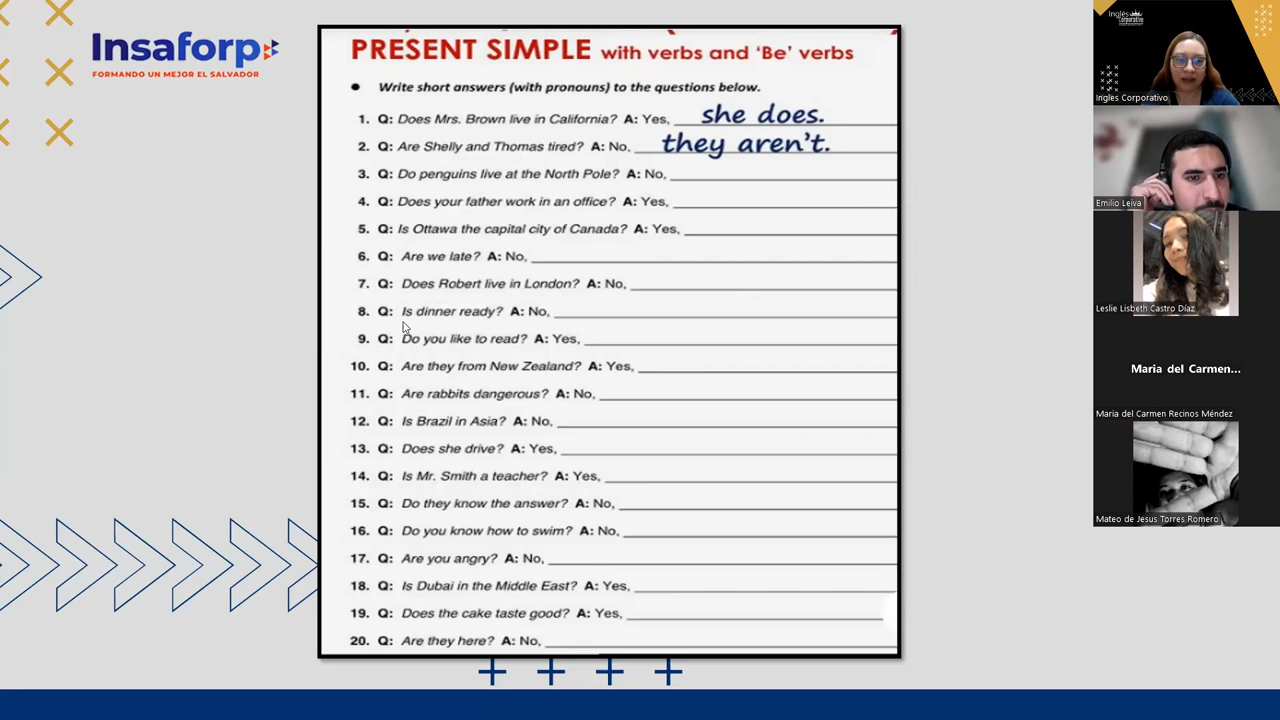 Insaforp
FORMANDO UN MEJOR EL SALVADOR
PRESENT SIMPLE with verbs and 'Be' verbs
● Write short answers (with pronouns) to the questions below.
1. Q: Does Mrs. Brown live in California? A: Yes, she does.
2. Q: Are Shelly and Thomas tired? A: No, they aren't.
3. Q: Do penguins live at the North Pole? A: No,
4. Q: Does your father work in an office? A: Yes,
5. Q: Is Ottawa the capital city of Canada? A: Yes,
6. Q: Are we late? A: No,
7. Q: Does Robert live in London? A: No,
8. Q: Is dinner ready? A: No,
9. Q: Do you like to read? A: Yes,
10. Q: Are they from New Zealand? A: Yes,
11. Q: Are rabbits dangerous? A: No,
12. Q: Is Brazil in Asia? A: No,
13. Q: Does she drive? A: Yes,
14. Q: Is Mr. Smith a teacher? A: Yes,
15. Q: Do they know the answer? A: No,
16. Q: Do you know how to swim? A: No,
17. Q: Are you angry? A: No,
18. Q: Is Dubai in the Middle East? A: Yes,
19. Q: Does the cake taste good? A: Yes,
20. Q: Are they here? A: No,
Inglés
Corporativo
Ingles Corporativo
Emilio Leiva
Leslie Lisbeth Castro Díaz
Maria del Carmen...
Maria del Carmen Recinos Méndez
Mateo de Jesus Torres Romero